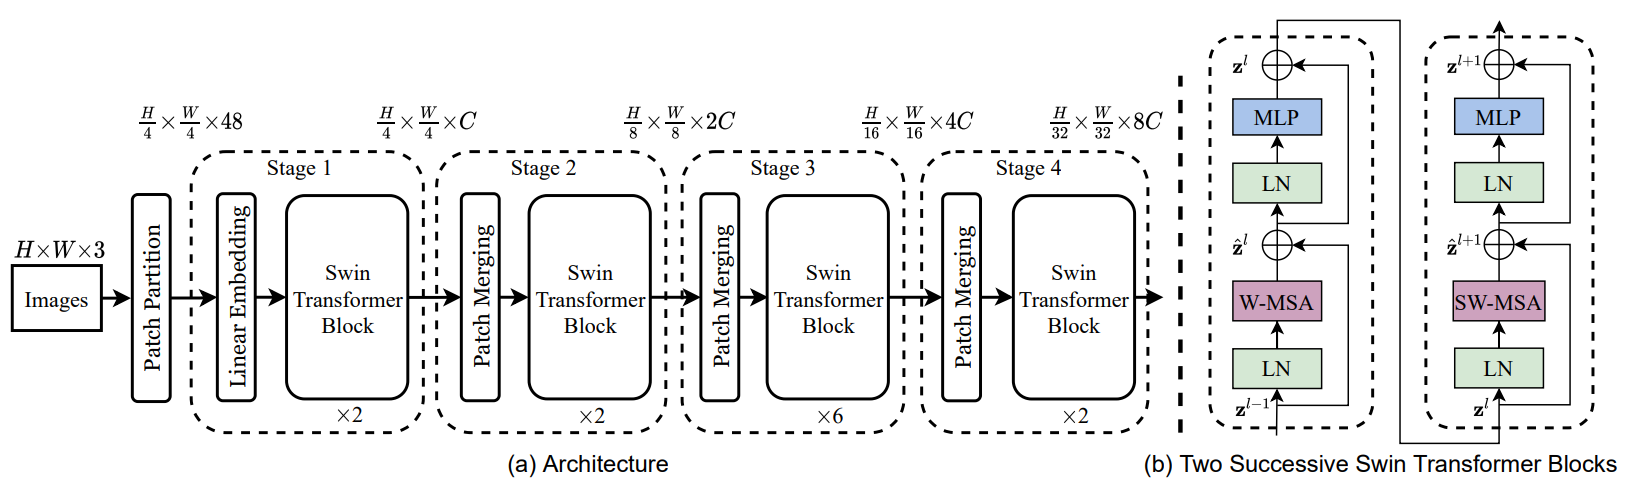 H/4 × W/4 × 48
H/4 × W/4 × C
H/8 × W/8 × 2C
H/16 × W/16 × 4C
H/32 × W/32 × 8C
H×W×3
Images
Patch Partition
Stage 1
Linear Embedding
Swin
Transformer
Block
×2
Stage 2
Patch Merging
Swin
Transformer
Block
×2
Stage 3
Patch Merging
Swin
Transformer
Block
×6
Stage 4
Patch Merging
Swin
Transformer
Block
×2
(a) Architecture
z^l
MLP
LN
ẑ^l
W-MSA
LN
z^{l-1}
z^{l+1}
MLP
LN
ẑ^{l+1}
SW-MSA
LN
z^l
(b) Two Successive Swin Transformer Blocks